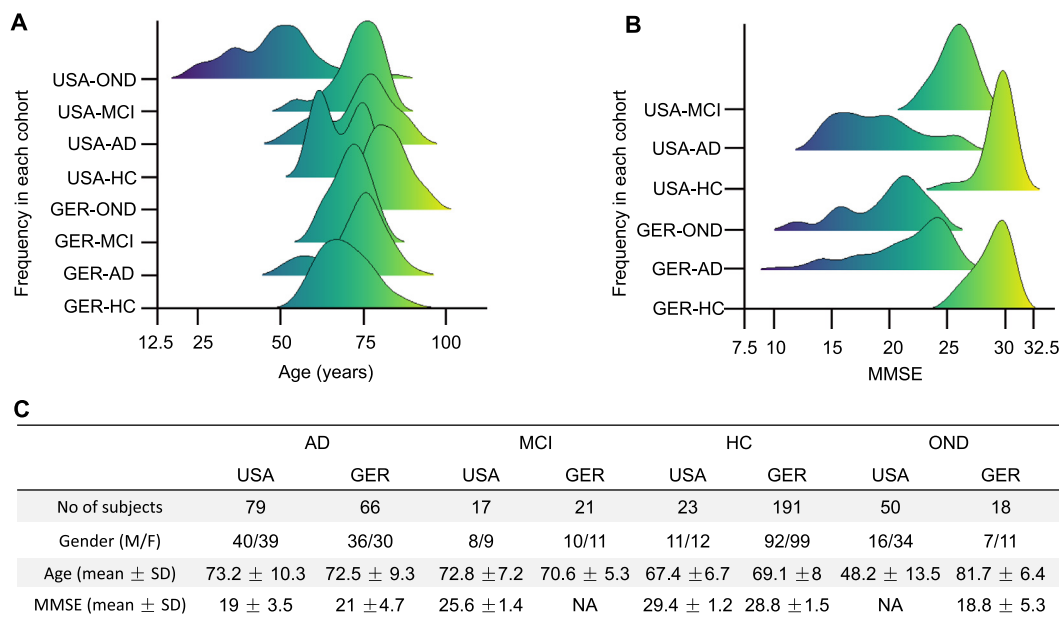 A
Frequency in each cohort
USA-OND
USA-MCI
USA-AD
USA-HC
GER-OND
GER-MCI
GER-AD
GER-HC
12.5 25 50 75 100
Age (years)
B
Frequency in each cohort
USA-MCI
USA-AD
USA-HC
GER-OND
GER-AD
GER-HC
7.5 10 15 20 25 30 32.5
MMSE
C
AD MCI HC OND
USA GER USA GER USA GER USA GER
No of subjects 79 66 17 21 23 191 50 18
Gender (M/F) 40/39 36/30 8/9 10/11 11/12 92/99 16/34 7/11
Age (mean ± SD) 73.2 ± 10.3 72.5 ± 9.3 72.8 ±7.2 70.6 ± 5.3 67.4 ±6.7 69.1 ±8 48.2 ± 13.5 81.7 ± 6.4
MMSE (mean ± SD) 19 ± 3.5 21 ±4.7 25.6 ±1.4 NA 29.4 ± 1.2 28.8 ±1.5 NA 18.8 ± 5.3